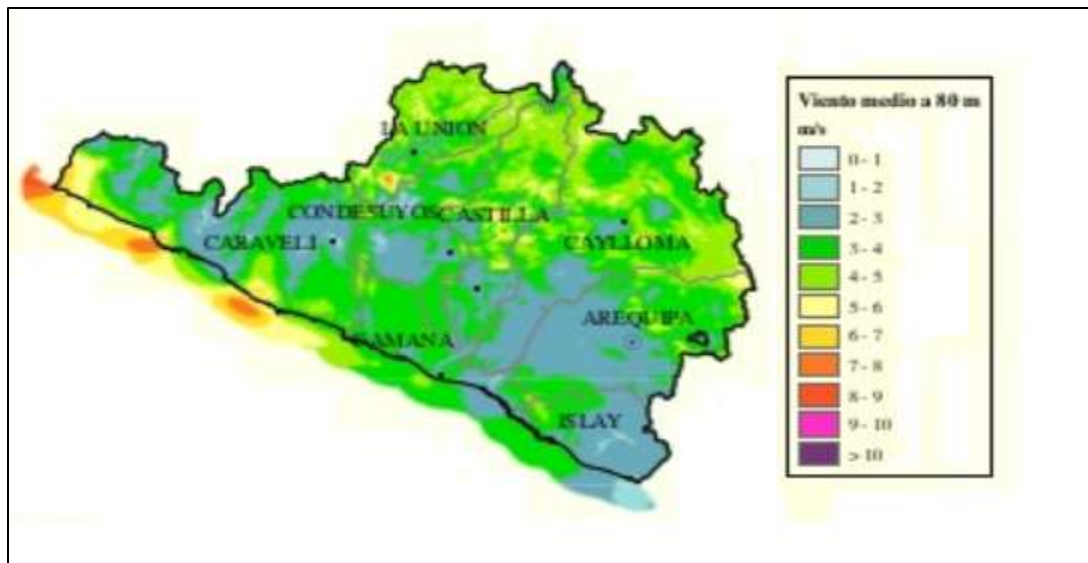 LA UNION
CONDESUYOS CASTILLA
CARAVELI
CAYLLOMA
AREQUIPA
CAMANA
ISLAY
Viento medio a 80 m
m/s
0 - 1
1 - 2
2 - 3
3 - 4
4 - 5
5 - 6
6 - 7
7 - 8
8 - 9
9 - 10
> 10